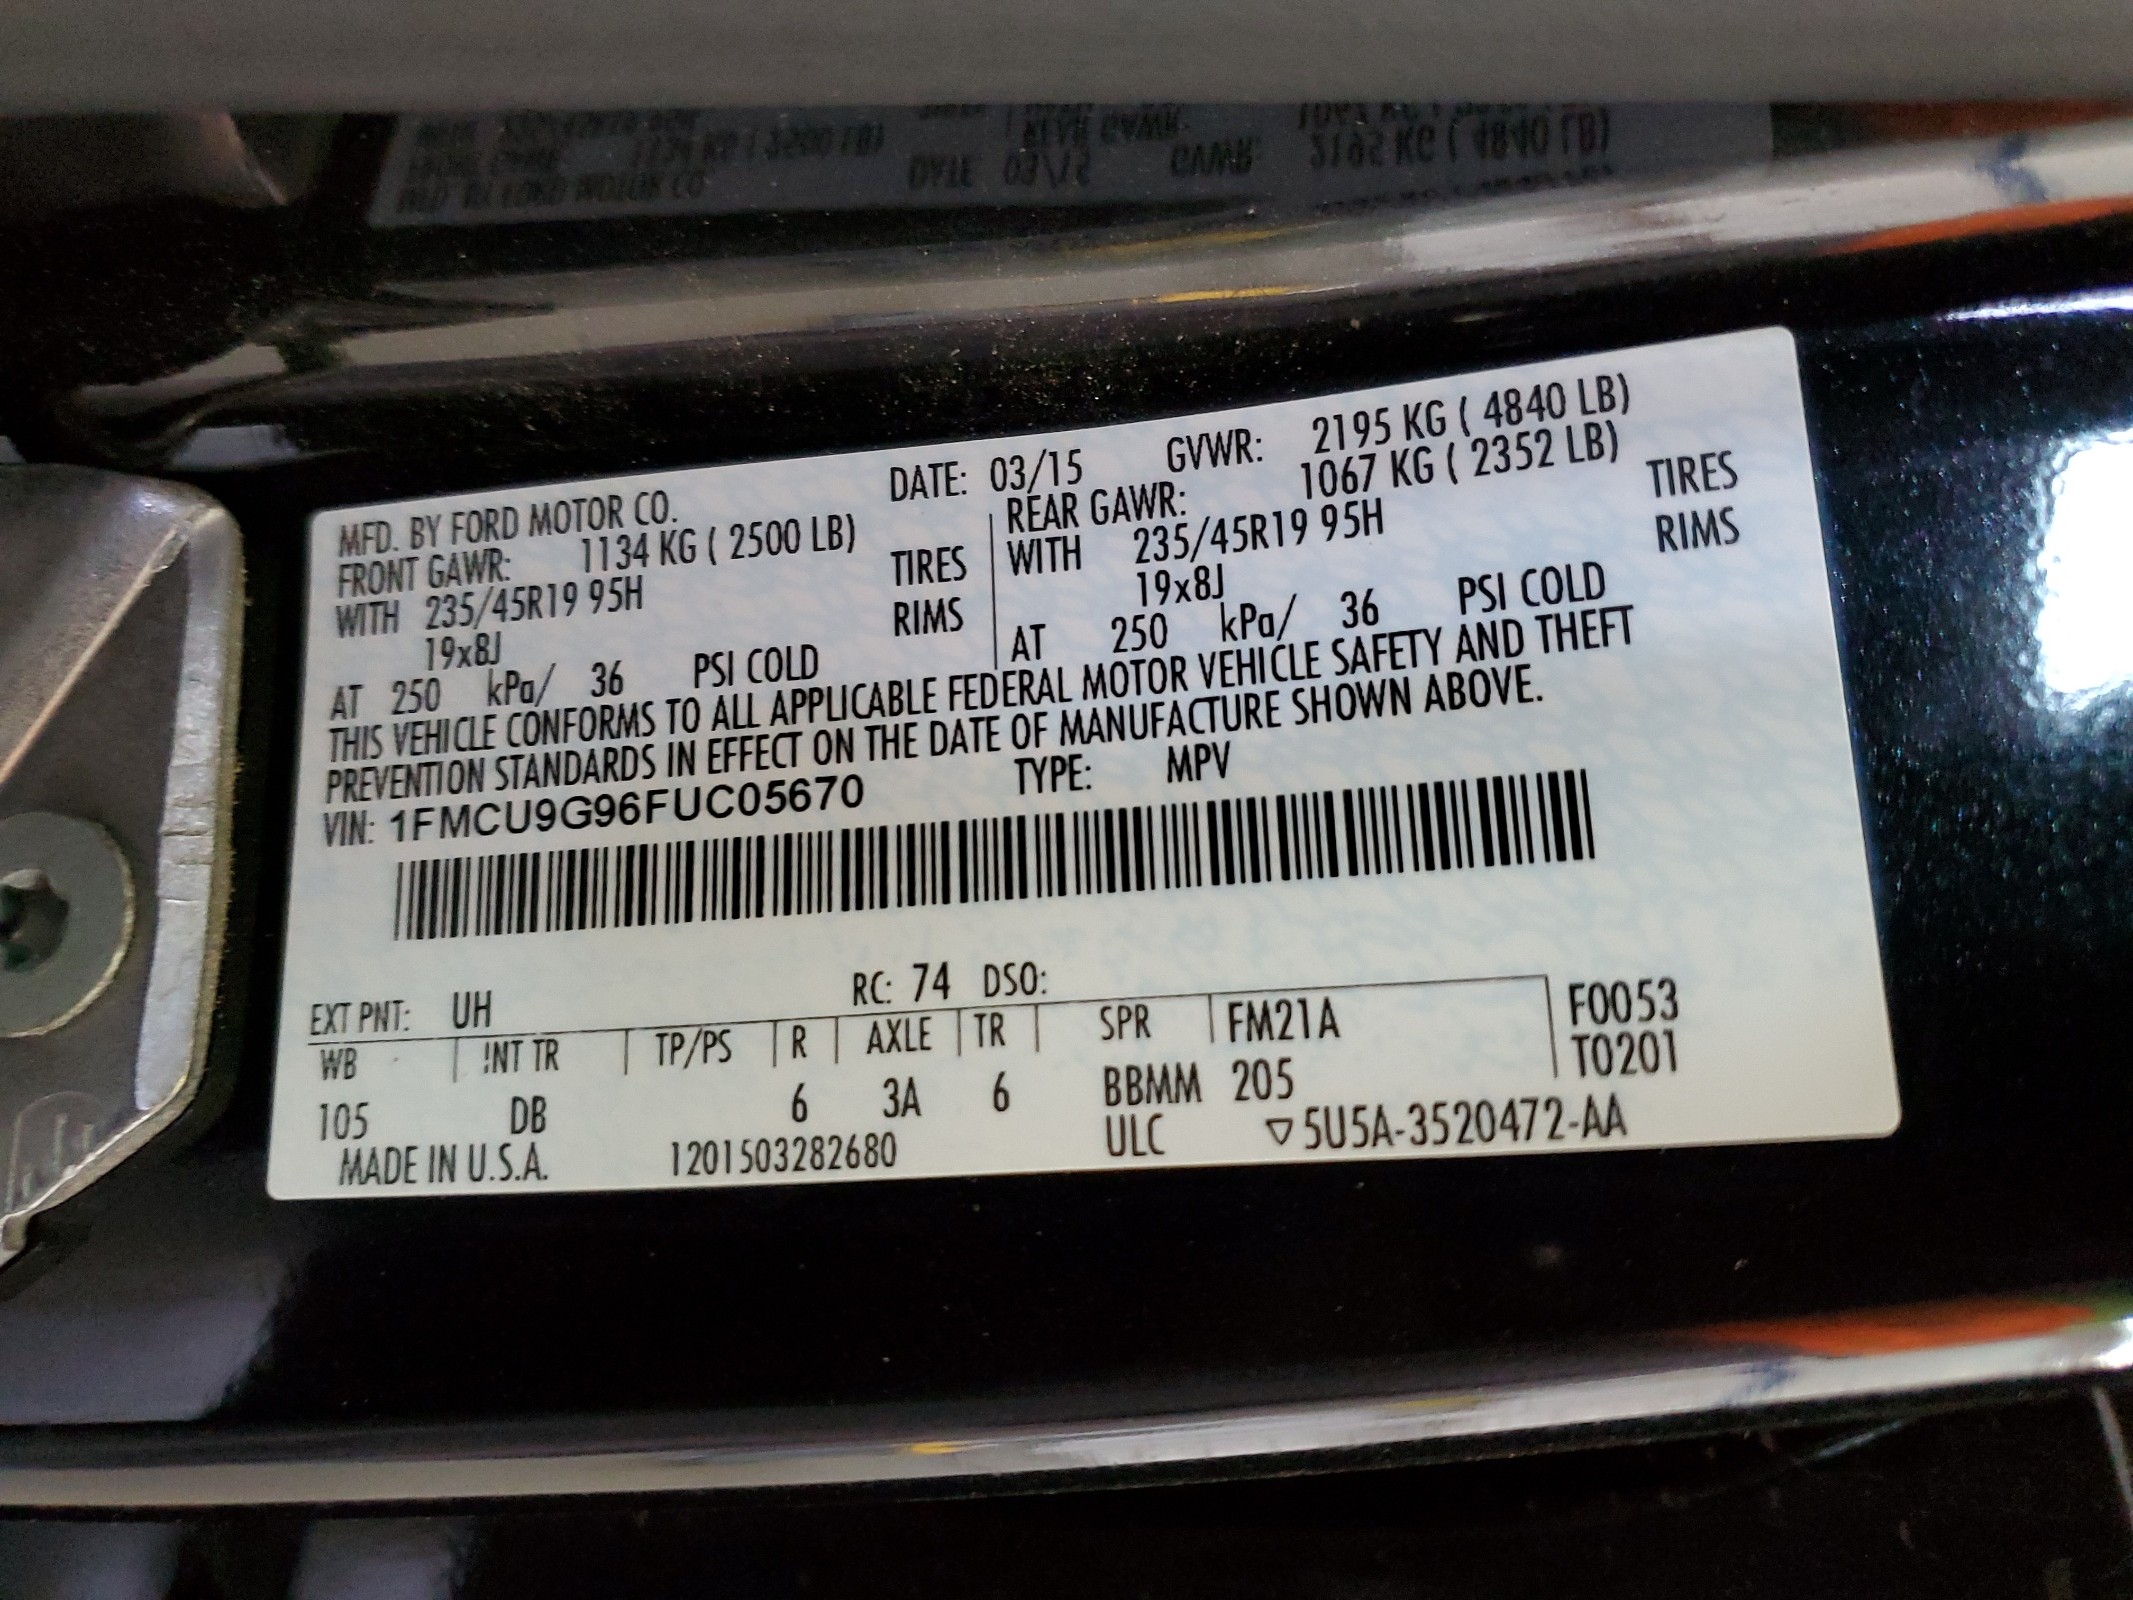 MFD. BY FORD MOTOR CO. DATE: 03/15 GVWR: 2195 KG ( 4840 LB)
FRONT GAWR: 1134 KG ( 2500 LB) REAR GAWR: 1067 KG ( 2352 LB)
WITH 235/45R19 95H TIRES WITH 235/45R19 95H TIRES
19x8J RIMS 19x8J RIMS
AT 250 kPa/ 36 PSI COLD AT 250 kPa/ 36 PSI COLD
THIS VEHICLE CONFORMS TO ALL APPLICABLE FEDERAL MOTOR VEHICLE SAFETY AND THEFT
PREVENTION STANDARDS IN EFFECT ON THE DATE OF MANUFACTURE SHOWN ABOVE.
VIN: 1FMCU9G96FUC05670 TYPE: MPV
EXT PNT: UH RC: 74 DSO:
WB INT TR TP/PS R AXLE TR SPR FM21A F0053
105 DB 6 3A 6 BBMM 205 T0201
MADE IN U.S.A. 1201503282680 ULC ▽5U5A-3520472-AA